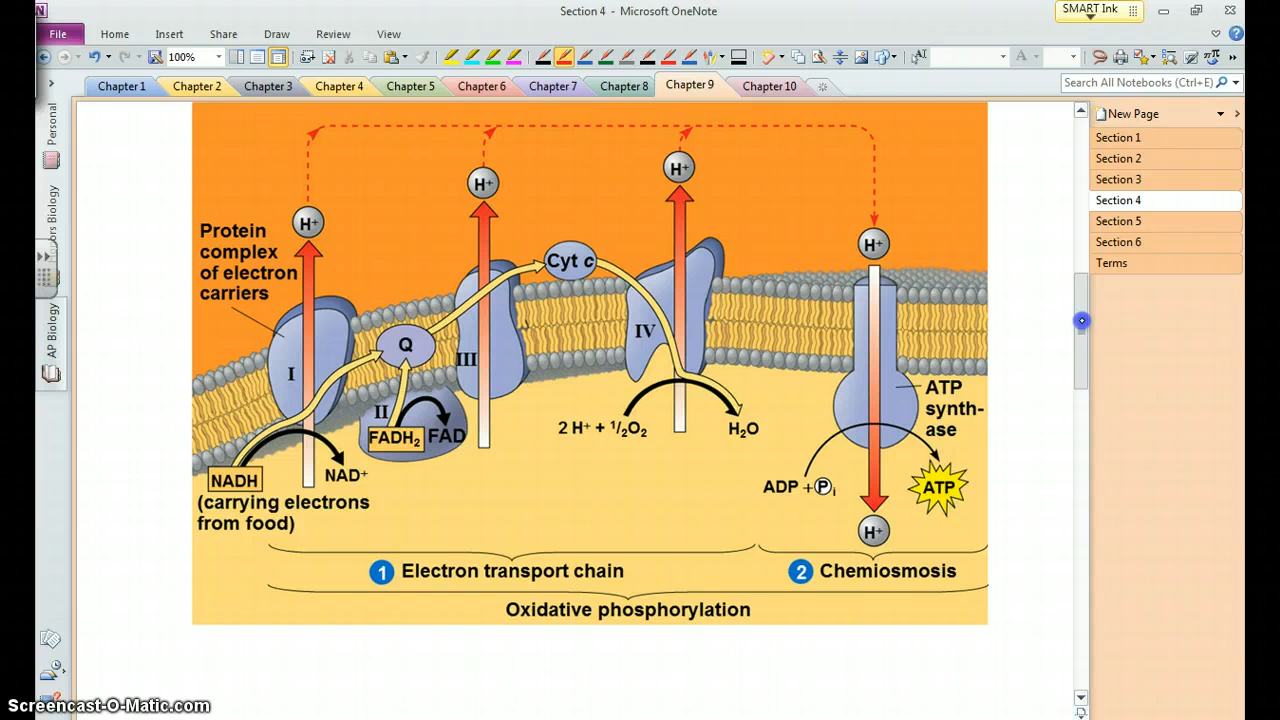 Section 4 - Microsoft OneNote
SMART Ink
File Home Insert Share Draw Review View
100%
Chapter 1 Chapter 2 Chapter 3 Chapter 4 Chapter 5 Chapter 6 Chapter 7 Chapter 8 Chapter 9 Chapter 10
Search All Notebooks (Ctrl+E)
New Page
Section 1
Section 2
Section 3
Section 4
Section 5
Section 6
Terms
Personal
AP Biology
H⁺
H⁺
H⁺
H⁺
Protein
complex
of electron
carriers
Cyt c
Q
I
II
III
IV
FADH₂ FAD
NADH NAD⁺
(carrying electrons
from food)
2 H⁺ + ¹/₂O₂
H₂O
ATP
synth-
ase
ADP + P i
ATP
H⁺
1 Electron transport chain
2 Chemiosmosis
Oxidative phosphorylation
Screencast-O-Matic.com